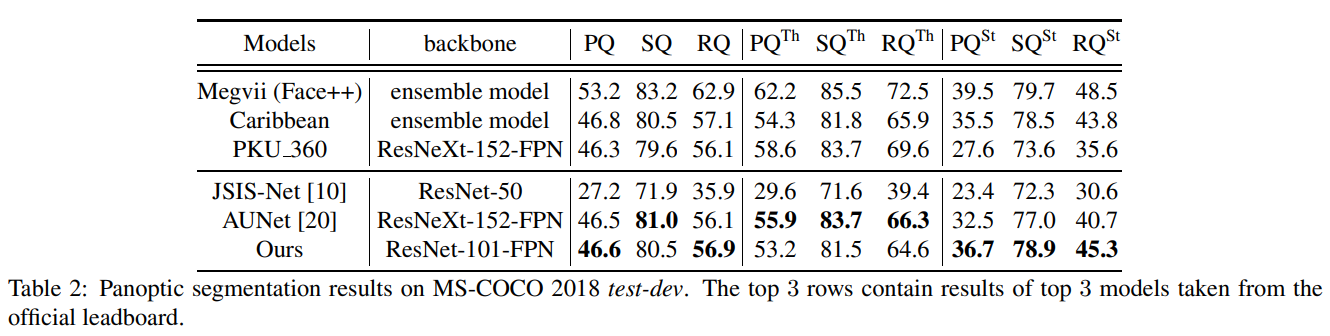 Models backbone PQ SQ RQ PQ^Th SQ^Th RQ^Th PQ^St SQ^St RQ^St
Megvii (Face++) ensemble model 53.2 83.2 62.9 62.2 85.5 72.5 39.5 79.7 48.5
Caribbean ensemble model 46.8 80.5 57.1 54.3 81.8 65.9 35.5 78.5 43.8
PKU_360 ResNeXt-152-FPN 46.3 79.6 56.1 58.6 83.7 69.6 27.6 73.6 35.6
JSIS-Net [10] ResNet-50 27.2 71.9 35.9 29.6 71.6 39.4 23.4 72.3 30.6
AUNet [20] ResNeXt-152-FPN 46.5 81.0 56.1 55.9 83.7 66.3 32.5 77.0 40.7
Ours ResNet-101-FPN 46.6 80.5 56.9 53.2 81.5 64.6 36.7 78.9 45.3
Table 2: Panoptic segmentation results on MS-COCO 2018 test-dev. The top 3 rows contain results of top 3 models taken from the
official leadboard.